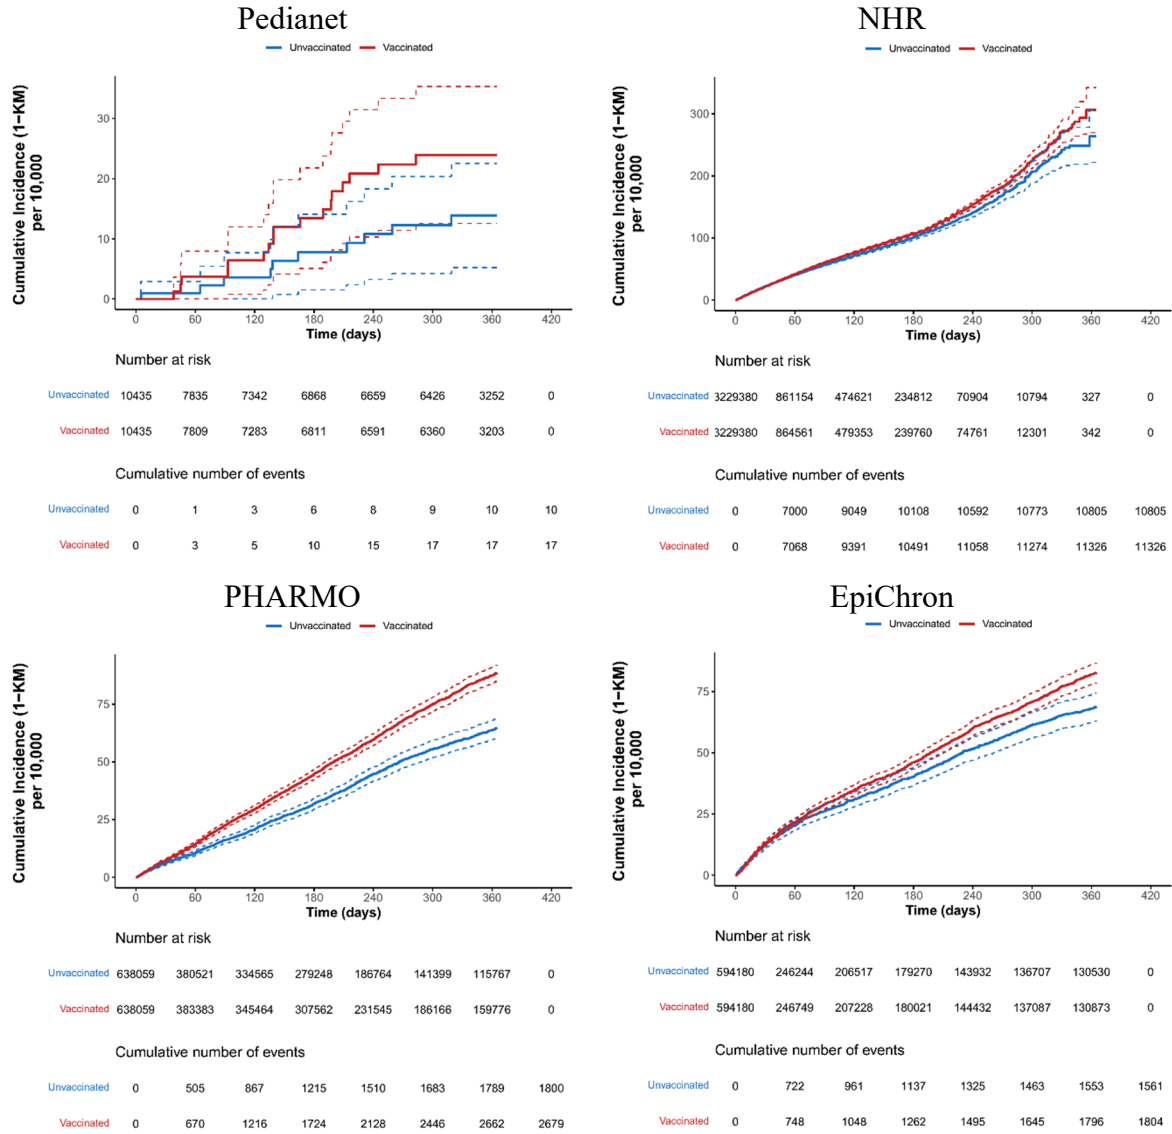 Pedianet
Unvaccinated Vaccinated
Cumulative Incidence (1−KM)
per 10,000
30
20
10
0
0 60 120 180 240 300 360 420
Time (days)
Number at risk
Unvaccinated 10435 7835 7342 6868 6659 6426 3252 0
Vaccinated 10435 7809 7283 6811 6591 6360 3203 0
Cumulative number of events
Unvaccinated 0 1 3 6 8 9 10 10
Vaccinated 0 3 5 10 15 17 17 17
NHR
Unvaccinated Vaccinated
Cumulative Incidence (1−KM)
per 10,000
300
200
100
0
0 60 120 180 240 300 360 420
Time (days)
Number at risk
Unvaccinated 3229380 861154 474621 234812 70904 10794 327 0
Vaccinated 3229380 864561 479353 239760 74761 12301 342 0
Cumulative number of events
Unvaccinated 0 7000 9049 10108 10592 10773 10805 10805
Vaccinated 0 7068 9391 10491 11058 11274 11326 11326
PHARMO
Unvaccinated Vaccinated
Cumulative Incidence (1−KM)
per 10,000
75
50
25
0
0 60 120 180 240 300 360 420
Time (days)
Number at risk
Unvaccinated 638059 380521 334565 279248 186764 141399 115767 0
Vaccinated 638059 383383 345464 307562 231545 186166 159776 0
Cumulative number of events
Unvaccinated 0 505 867 1215 1510 1683 1789 1800
Vaccinated 0 670 1216 1724 2128 2446 2662 2679
EpiChron
Unvaccinated Vaccinated
Cumulative Incidence (1−KM)
per 10,000
75
50
25
0
0 60 120 180 240 300 360 420
Time (days)
Number at risk
Unvaccinated 594180 246244 206517 179270 143932 136707 130530 0
Vaccinated 594180 246749 207228 180021 144432 137087 130873 0
Cumulative number of events
Unvaccinated 0 722 961 1137 1325 1463 1553 1561
Vaccinated 0 748 1048 1262 1495 1645 1796 1804